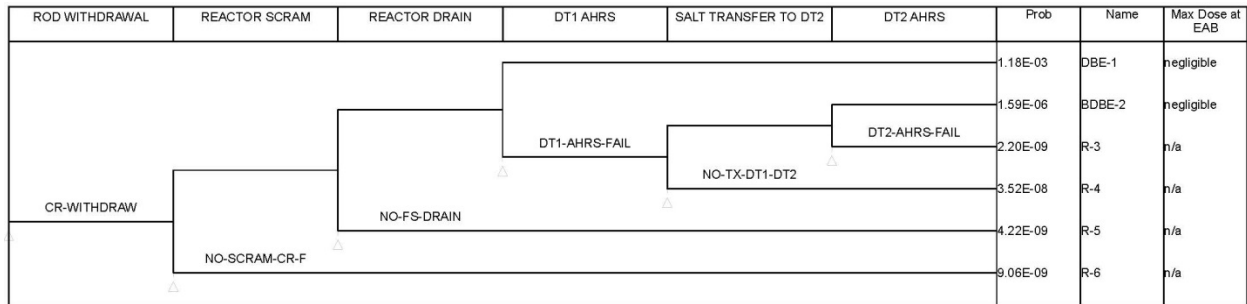 ROD WITHDRAWAL REACTOR SCRAM REACTOR DRAIN DT1 AHRS SALT TRANSFER TO DT2 DT2 AHRS Prob Name Max Dose at
EAB
1.18E-03 DBE-1 negligible
1.59E-06 BDBE-2 negligible
DT1-AHRS-FAIL DT2-AHRS-FAIL
2.20E-09 R-3 n/a
NO-TX-DT1-DT2
3.52E-08 R-4 n/a
CR-WITHDRAW
NO-FS-DRAIN
4.22E-09 R-5 n/a
NO-SCRAM-CR-F
9.06E-09 R-6 n/a